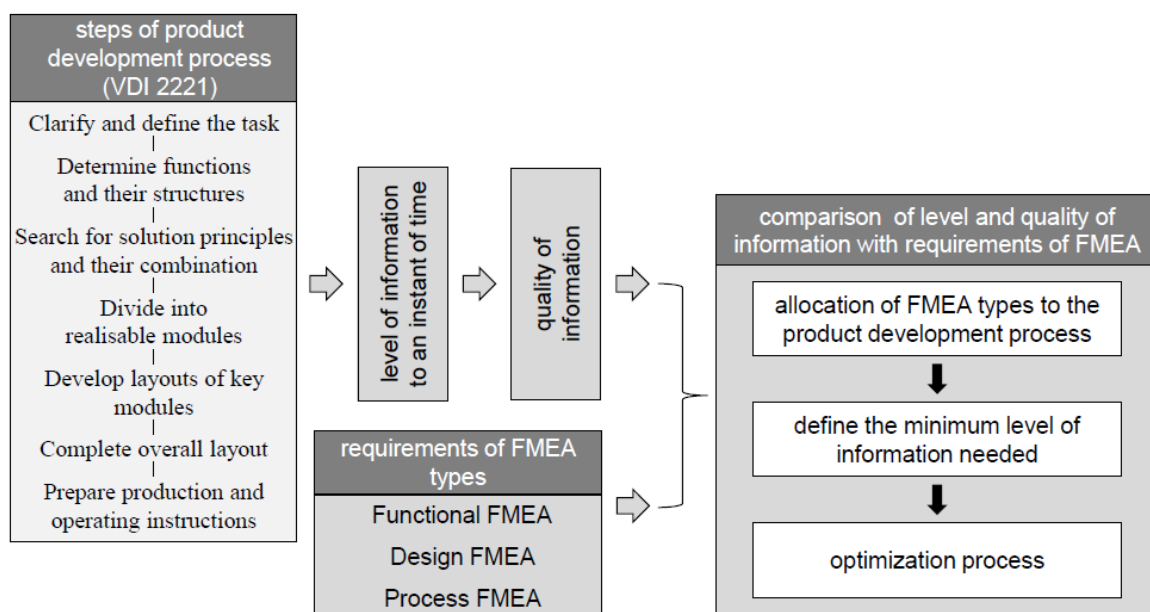 steps of product
development process
(VDI 2221)
Clarify and define the task
Determine functions
and their structures
Search for solution principles
and their combination
Divide into
realisable modules
Develop layouts of key
modules
Complete overall layout
Prepare production and
operating instructions
level of information
to an instant of time
quality of
information
requirements of FMEA
types
Functional FMEA
Design FMEA
Process FMEA
comparison of level and quality of
information with requirements of FMEA
allocation of FMEA types to the
product development process
define the minimum level of
information needed
optimization process